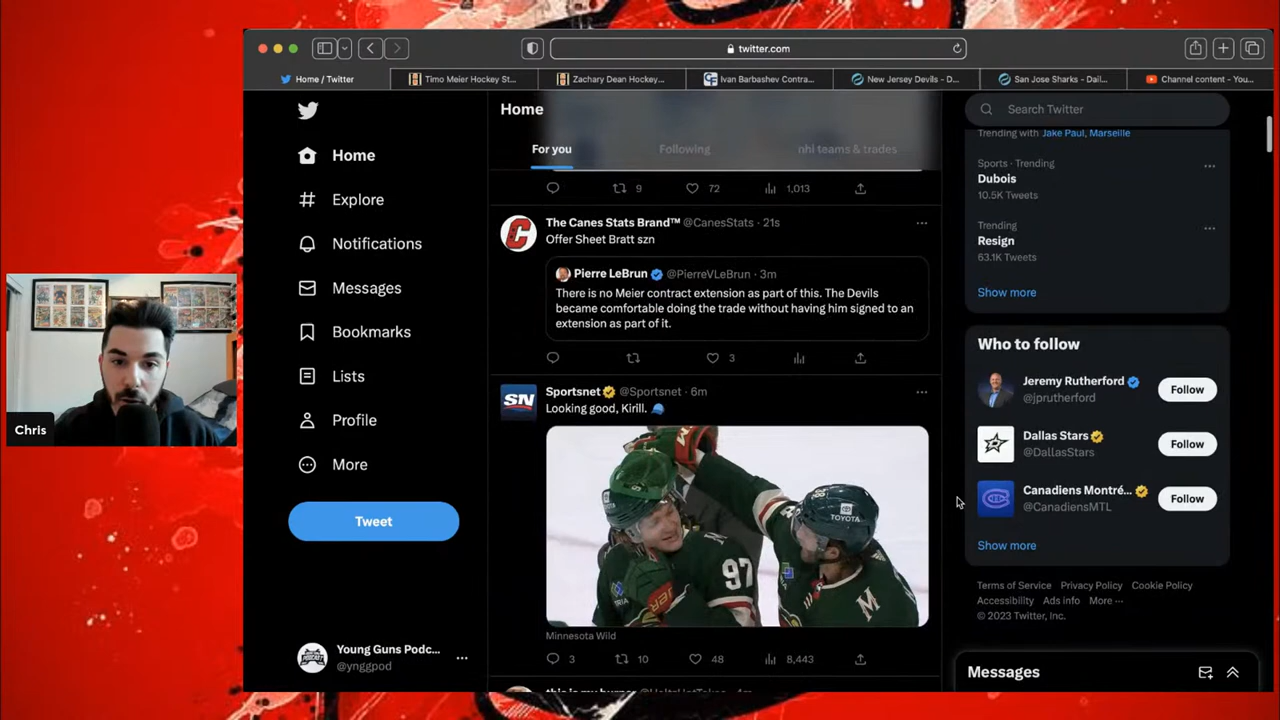 twitter.com
Home / Twitter
Timo Meier Hockey St...
Zachary Dean Hockey...
Ivan Barbashev Contra...
New Jersey Devils - D...
San Jose Sharks - Dail...
Channel content - You...
Home
Explore
Notifications
Messages
Bookmarks
Lists
Profile
More
Tweet
Young Guns Podc...
@ynggpod
Home
For you
Following
nhl teams & trades
9
72
1,013
The Canes Stats Brand™ @CanesStats · 21s
Offer Sheet Bratt szn
Pierre LeBrun @PierreVLeBrun · 3m
There is no Meier contract extension as part of this. The Devils
became comfortable doing the trade without having him signed to an
extension as part of it.
3
Sportsnet @Sportsnet · 6m
Looking good, Kirill.
97
TOYOTA
M
Minnesota Wild
3
10
48
8,443
Search Twitter
Trending with Jake Paul, Marseille
Sports · Trending
Dubois
10.5K Tweets
Trending
Resign
63.1K Tweets
Show more
Who to follow
Jeremy Rutherford
@jprutherford
Follow
Dallas Stars
@DallasStars
Follow
Canadiens Montré...
@CanadiensMTL
Follow
Show more
Terms of Service Privacy Policy Cookie Policy
Accessibility Ads info More ···
© 2023 Twitter, Inc.
Messages
Chris